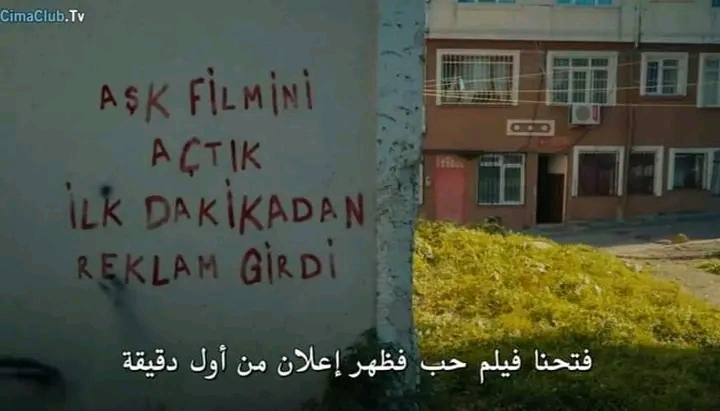 CimaClub.Tv
AŞK FİLMİNİ
AÇTIK
İLK DAKİKADAN
REKLAM GİRDİ
فتحنا فيلم حب فظهر إعلان من أول دقيقة